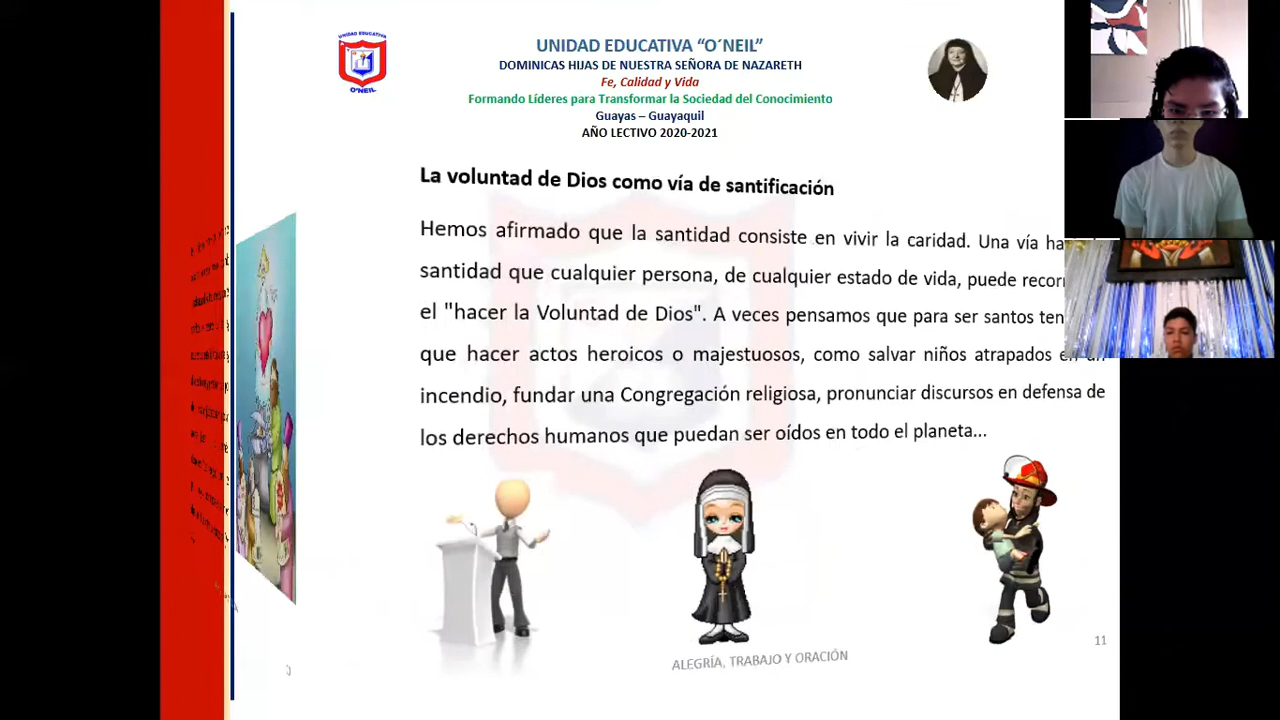 UNIDAD EDUCATIVA
O´NEIL
UNIDAD EDUCATIVA “O´NEIL”
DOMINICAS HIJAS DE NUESTRA SEÑORA DE NAZARETH
Fe, Calidad y Vida
Formando Líderes para Transformar la Sociedad del Conocimiento
Guayas – Guayaquil
AÑO LECTIVO 2020-2021
La voluntad de Dios como vía de santificación
Hemos afirmado que la santidad consiste en vivir la caridad. Una vía
santidad que cualquier persona, de cualquier estado de vida, puede
el "hacer la Voluntad de Dios". A veces pensamos que para ser santos
que hacer actos heroicos o majestuosos, como salvar niños atrapados
incendio, fundar una Congregación religiosa, pronunciar discursos en defensa de
los derechos humanos que puedan ser oídos en todo el planeta...
ALEGRÍA, TRABAJO Y ORACIÓN
11